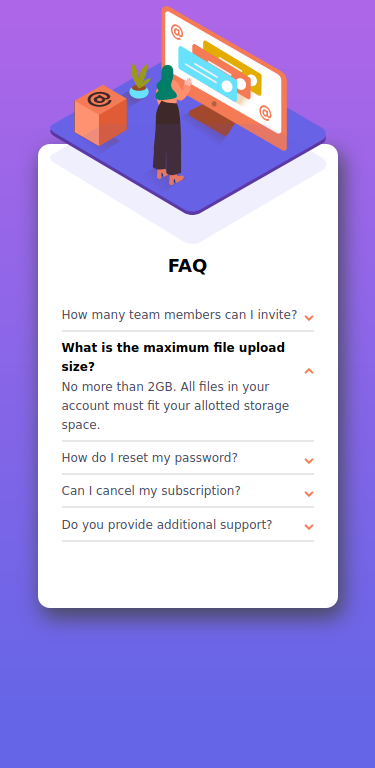 @
@
@
FAQ
How many team members can I invite?
What is the maximum file upload
size?
No more than 2GB. All files in your
account must fit your allotted storage
space.
How do I reset my password?
Can I cancel my subscription?
Do you provide additional support?